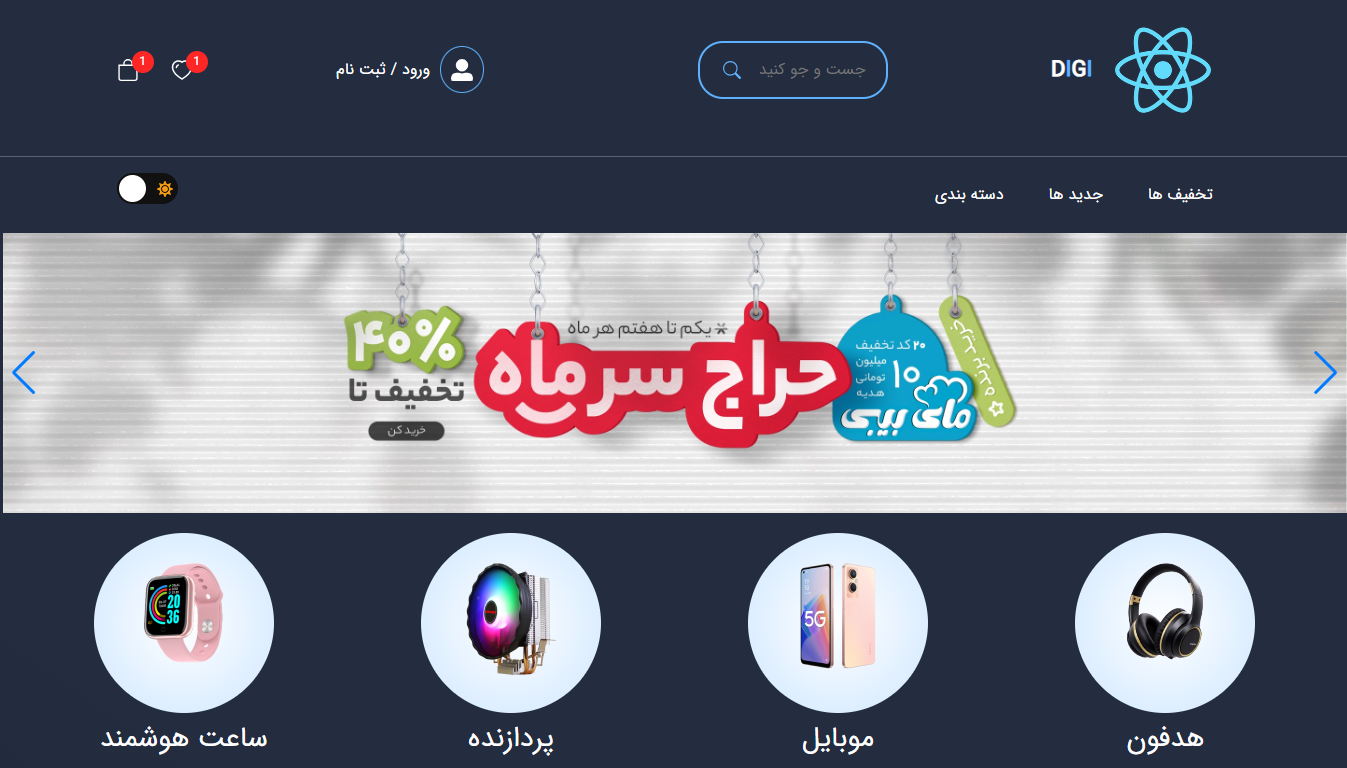 DIGI
جست و جو کنید
ورود / ثبت نام
1
1
تخفیف ها
جدید ها
دسته بندی
خرید برنده
۲۰ کد تخفیف
۱۰ میلیون
تومانی
هدیه
مای بیبی
یکم تا هفتم هر ماه
حراج سرماه
۴۰%
تخفیف تا
خرید کن
20
36
5G
هدفون
موبایل
پردازنده
ساعت هوشمند